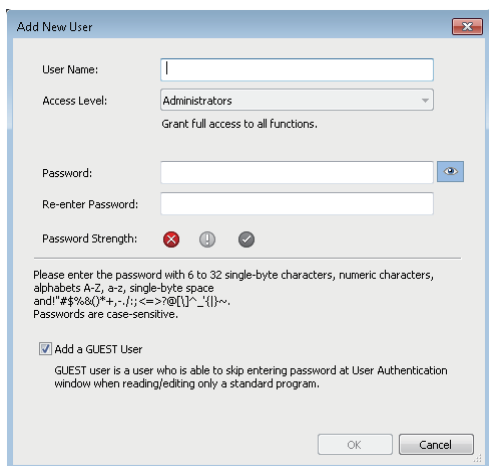 Add New User
User Name:
Access Level: Administrators
Grant full access to all functions.
Password:
Re-enter Password:
Password Strength:
Please enter the password with 6 to 32 single-byte characters, numeric characters,
alphabets A-Z, a-z, single-byte space
and!"#$%&()*+,-./:;<=>?@[\]^_'{|}~.
Passwords are case-sensitive.
Add a GUEST User
GUEST user is a user who is able to skip entering password at User Authentication
window when reading/editing only a standard program.
OK Cancel